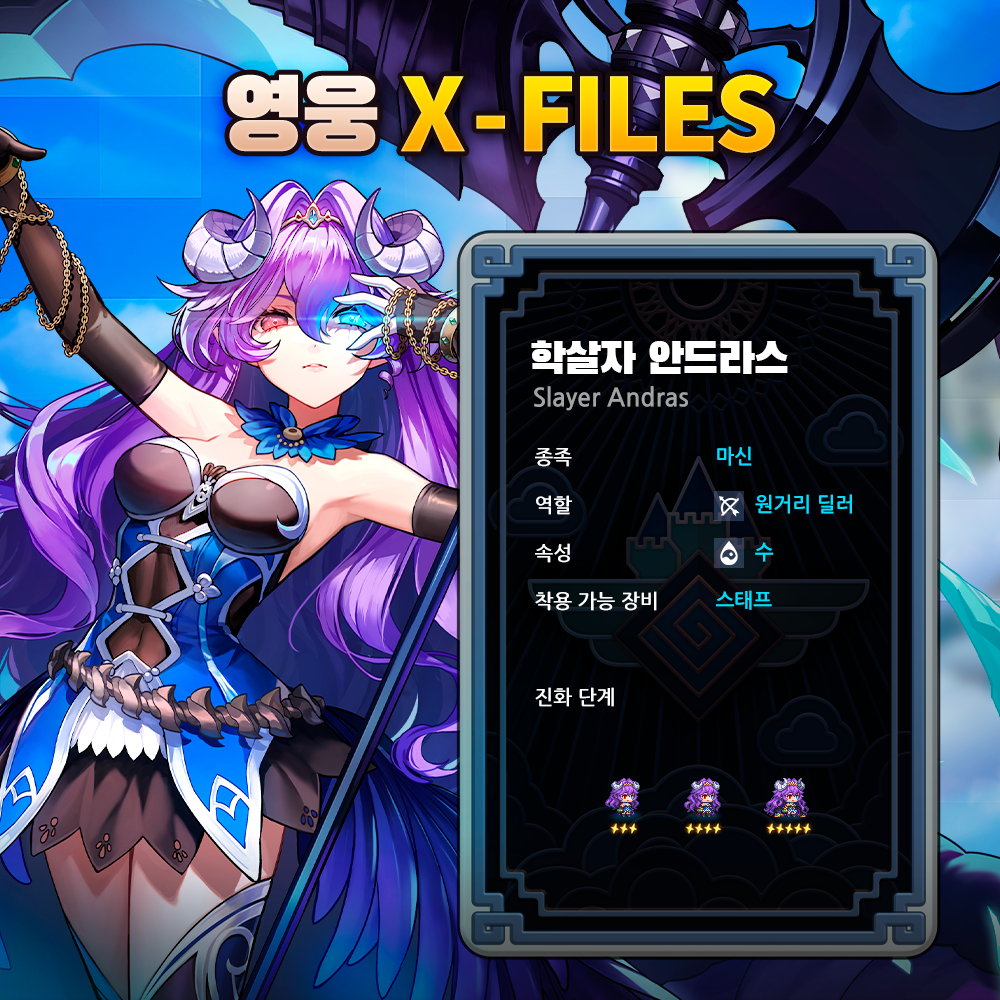 영웅 X-FILES
학살자 안드라스
Slayer Andras
종족 마신
역할 원거리 딜러
속성 수
착용 가능 장비 스태프
진화 단계